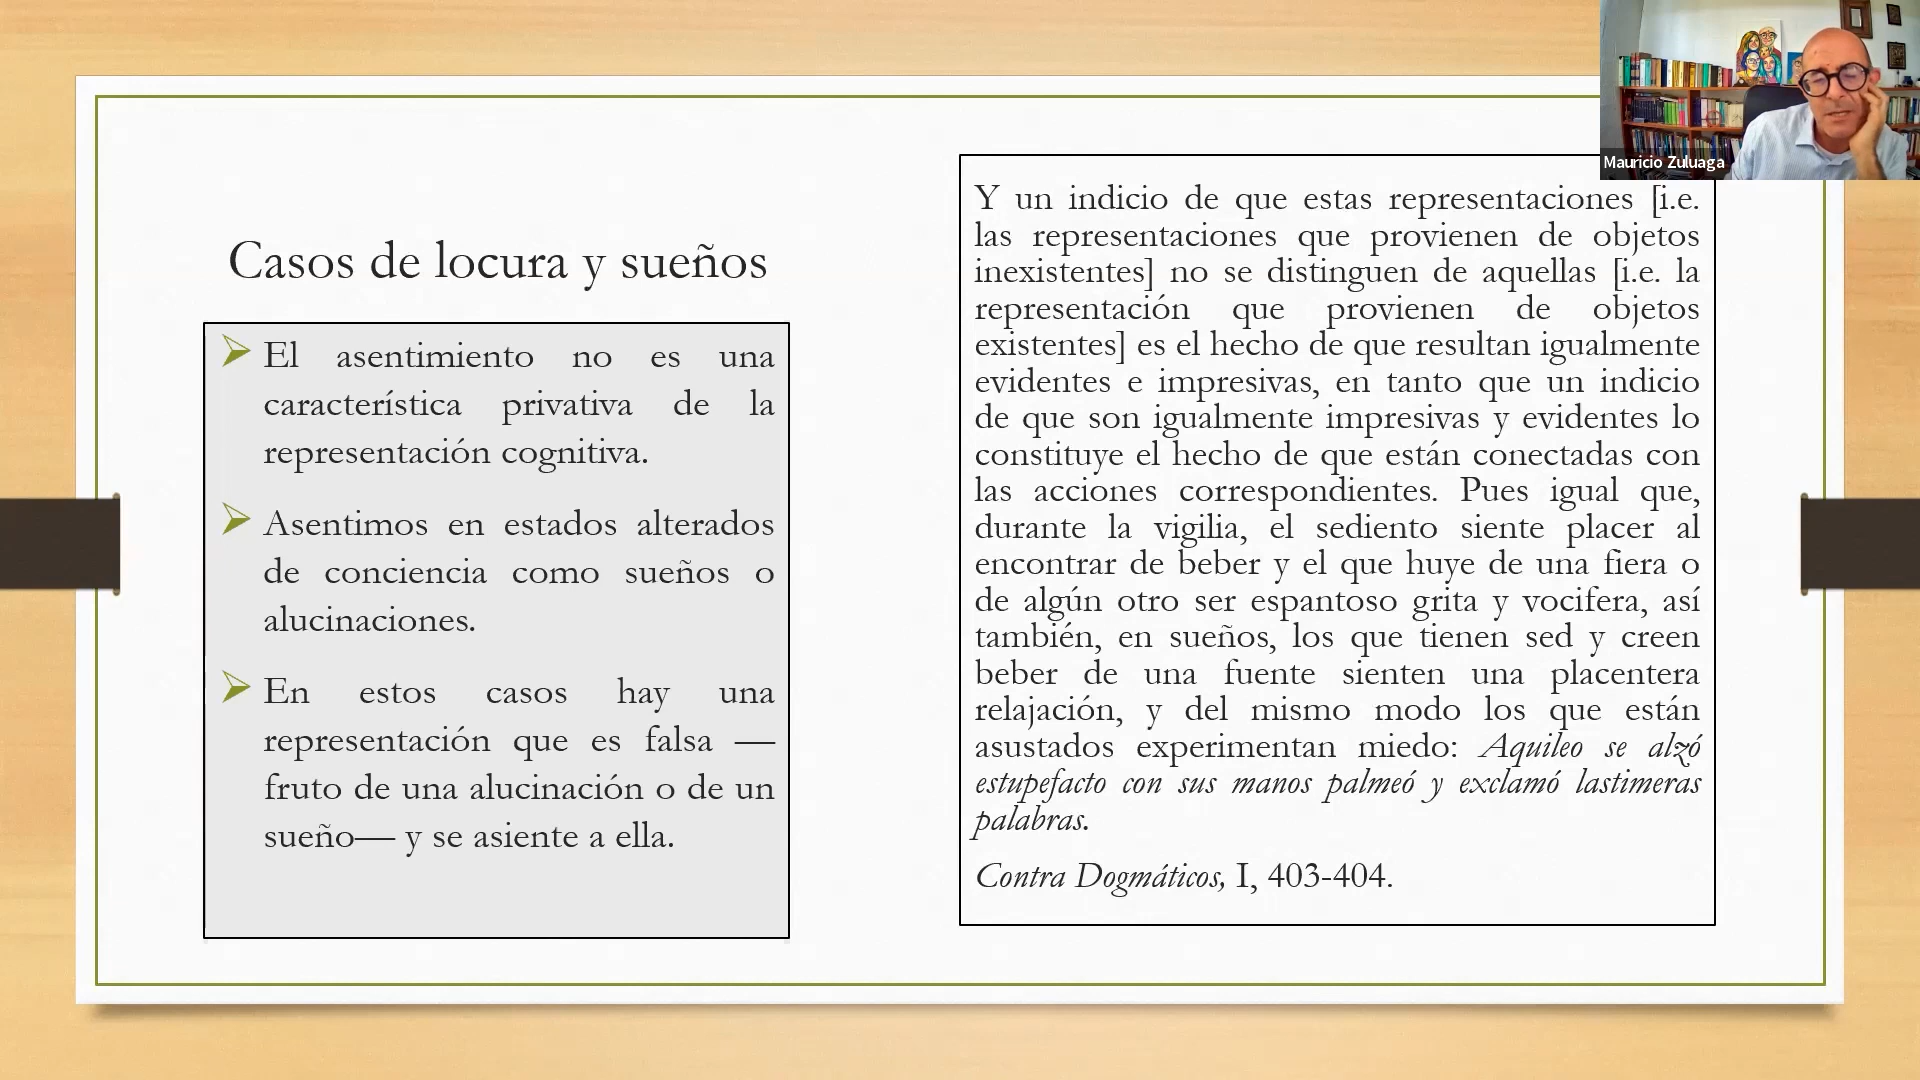 Mauricio Zuluaga
Casos de locura y sueños
El asentimiento no es una
característica privativa de la
representación cognitiva.
Asentimos en estados alterados
de conciencia como sueños o
alucinaciones.
En estos casos hay una
representación que es falsa —
fruto de una alucinación o de un
sueño— y se asiente a ella.
Y un indicio de que estas representaciones [i.e.
las representaciones que provienen de objetos
inexistentes] no se distinguen de aquellas [i.e. la
representación que provienen de objetos
existentes] es el hecho de que resultan igualmente
evidentes e impresivas, en tanto que un indicio
de que son igualmente impresivas y evidentes lo
constituye el hecho de que están conectadas con
las acciones correspondientes. Pues igual que,
durante la vigilia, el sediento siente placer al
encontrar de beber y el que huye de una fiera o
de algún otro ser espantoso grita y vocifera, así
también, en sueños, los que tienen sed y creen
beber de una fuente sienten una placentera
relajación, y del mismo modo los que están
asustados experimentan miedo: Aquileo se alzó
estupefacto con sus manos palmeó y exclamó lastimeras
palabras.
Contra Dogmáticos, I, 403-404.